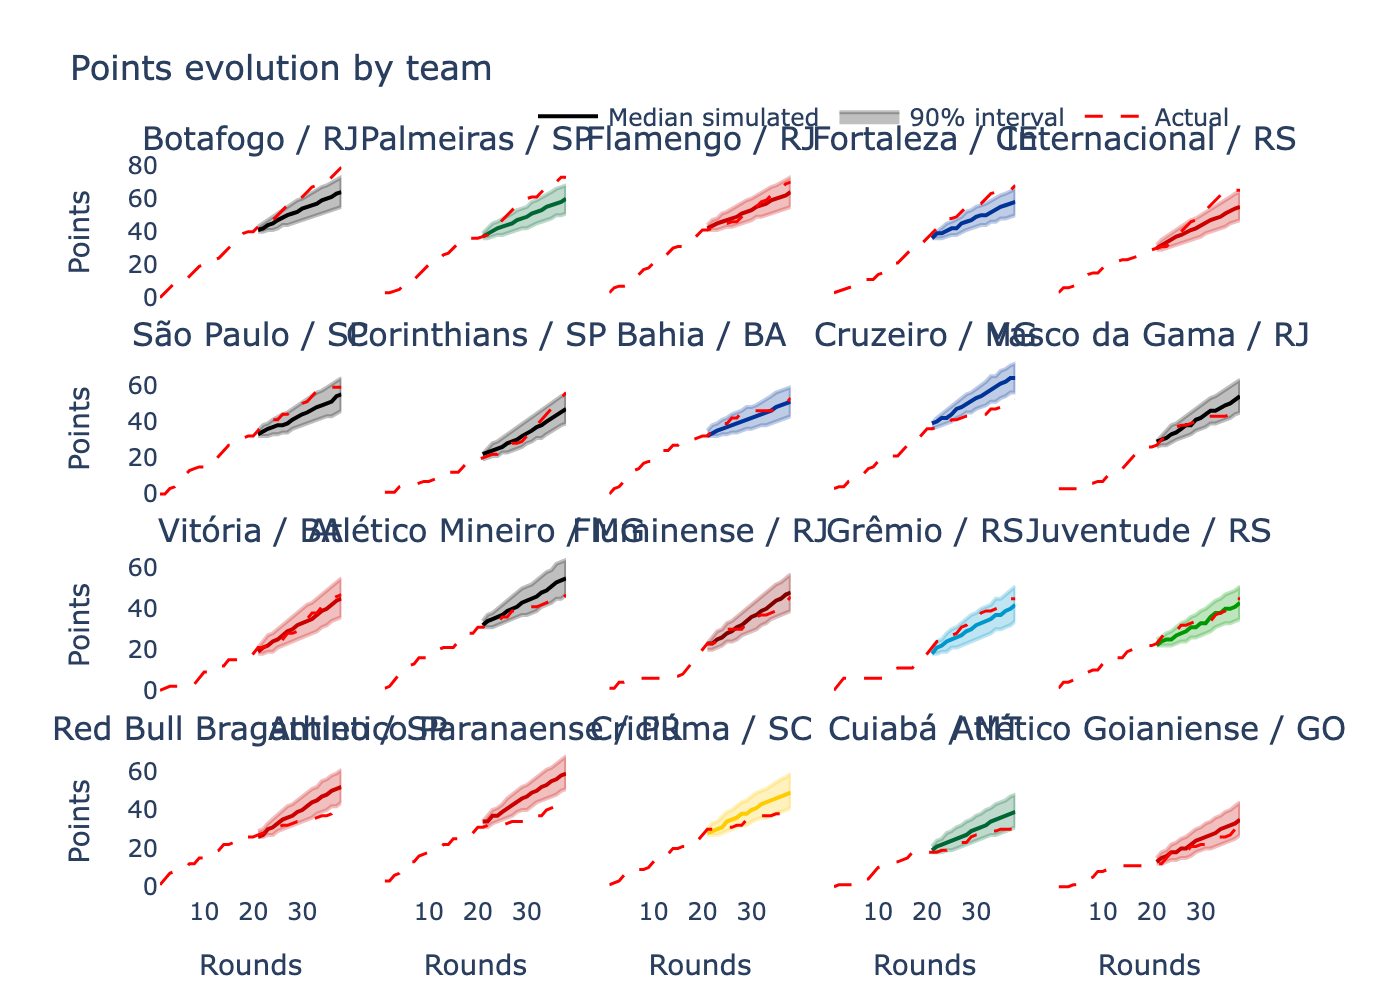 Points evolution by team
Median simulated 90% interval Actual
Botafogo / RJ Palmeiras / SP Flamengo / RJ Fortaleza / CE Internacional / RS
80
60
40
20
0
Points
São Paulo / SP Corinthians / SP Bahia / BA Cruzeiro / MG Vasco da Gama / RJ
60
40
20
0
Points
Vitória / BA Atlético Mineiro / MG Fluminense / RJ Grêmio / RS Juventude / RS
60
40
20
0
Points
Red Bull Bragantino / SP Athletico Paranaense / PR Criciúma / SC Cuiabá / MT Atlético Goianiense / GO
60
40
20
0
Points
10 20 30 10 20 30 10 20 30 10 20 30 10 20 30
Rounds Rounds Rounds Rounds Rounds